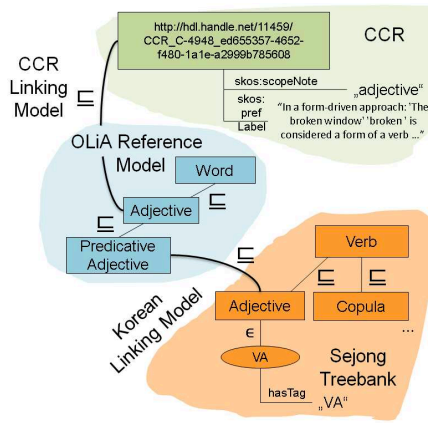 http://hdl.handle.net/11459/
CCR_C-4948_ed655357-4652-
f480-1a1e-a2999b785608
CCR
skos:scopeNote
„adjective“
skos:
pref
Label
“In a form-driven approach: 'The
broken window' 'broken ' is
considered a form of a verb ...”
CCR
Linking
Model
⊑
OLiA Reference
Model
Word
⊑
Adjective
⊑
Predicative
Adjective
⊑
Korean
Linking Model
Verb
⊑
⊑
Adjective
Copula
...
∈
VA
hasTag
„VA“
Sejong
Treebank